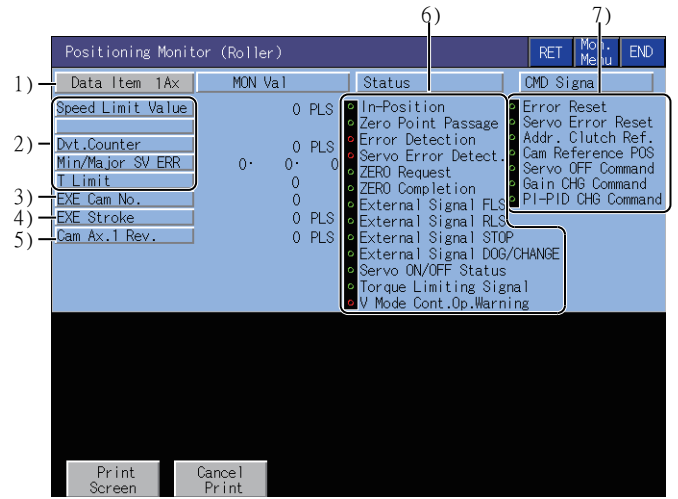 6)
7)
Positioning Monitor (Roller)
RET
Mon. Menu
END
1)
Data Item 1Ax
MON Val
Status
CMD Signa
2)
Speed Limit Value
0 PLS
Dvt.Counter
0 PLS
Min/Major SV ERR
0· 0· 0
T Limit
0
3)
EXE Cam No.
0
4)
EXE Stroke
0 PLS
5)
Cam Ax.1 Rev.
0 PLS
In-Position
Zero Point Passage
Error Detection
Servo Error Detect.
ZERO Request
ZERO Completion
External Signal FLS
External Signal RLS
External Signal STOP
External Signal DOG/CHANGE
Servo ON/OFF Status
Torque Limiting Signal
V Mode Cont.Op.Warning
Error Reset
Servo Error Reset
Addr. Clutch Ref.
Cam Reference POS
Servo OFF Command
Gain CHG Command
PI-PID CHG Command
Print
Screen
Cancel
Print